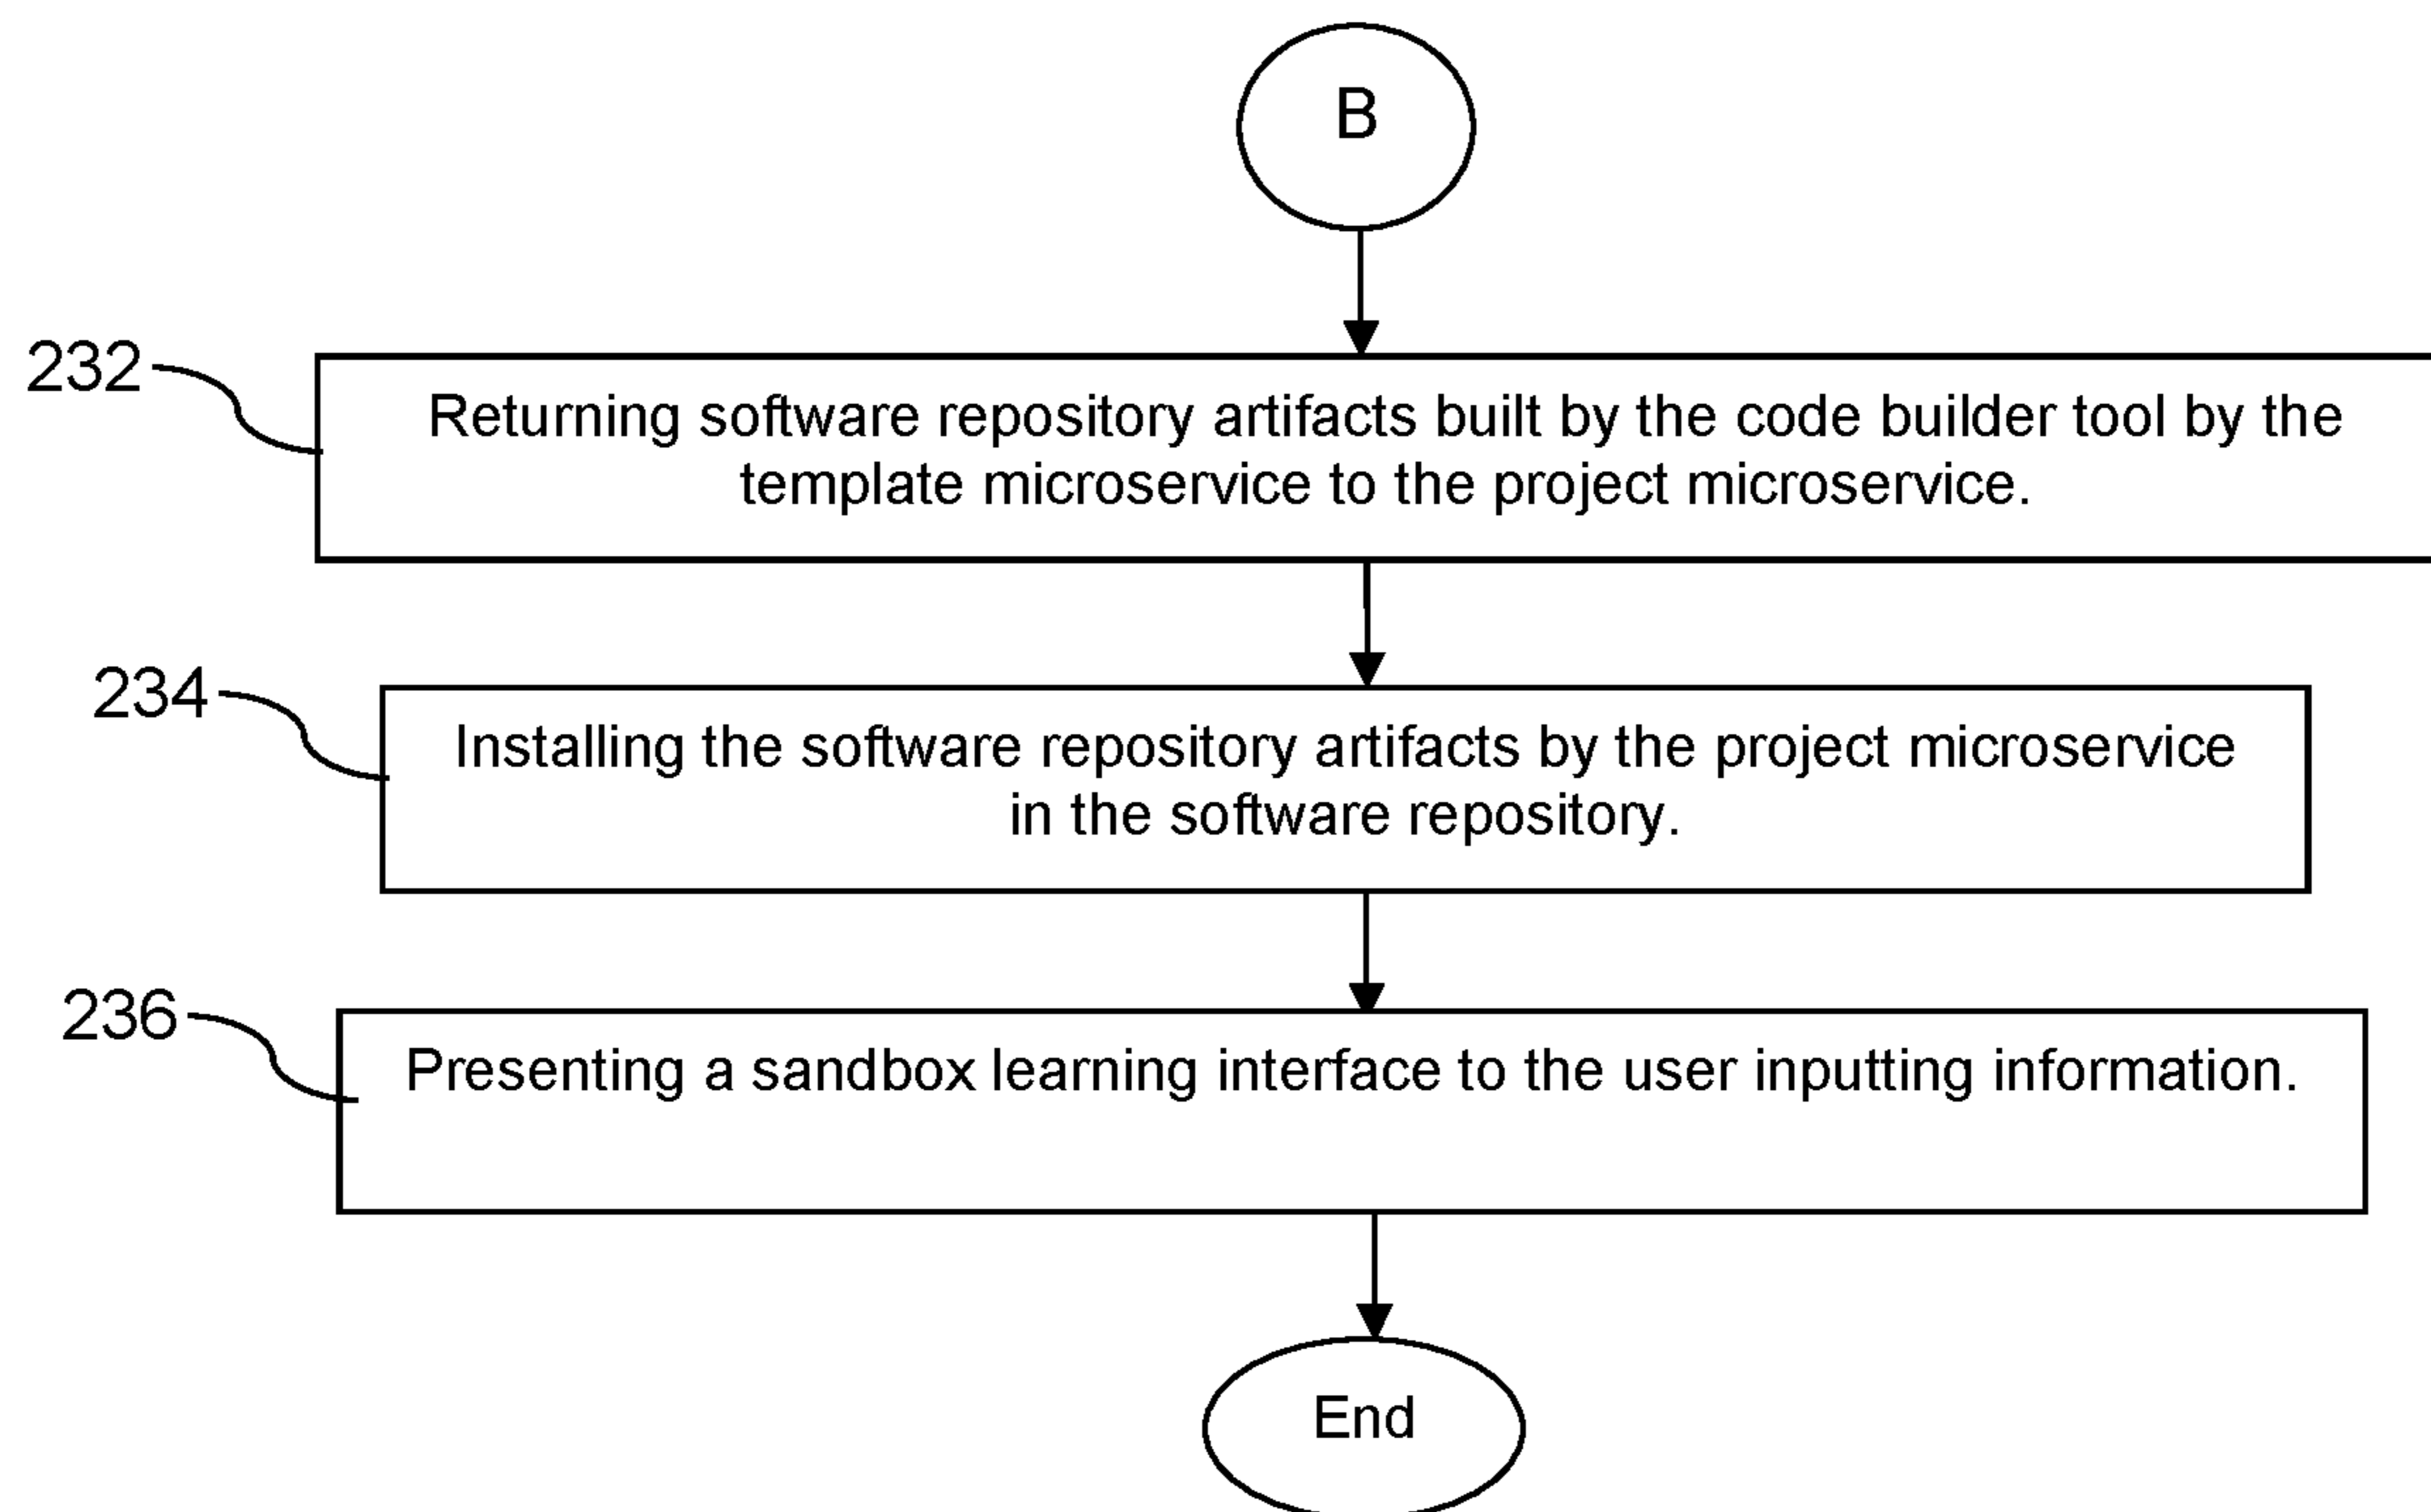 B
232
Returning software repository artifacts built by the code builder tool by the
template microservice to the project microservice.
234
Installing the software repository artifacts by the project microservice
in the software repository.
236
Presenting a sandbox learning interface to the user inputting information.
End